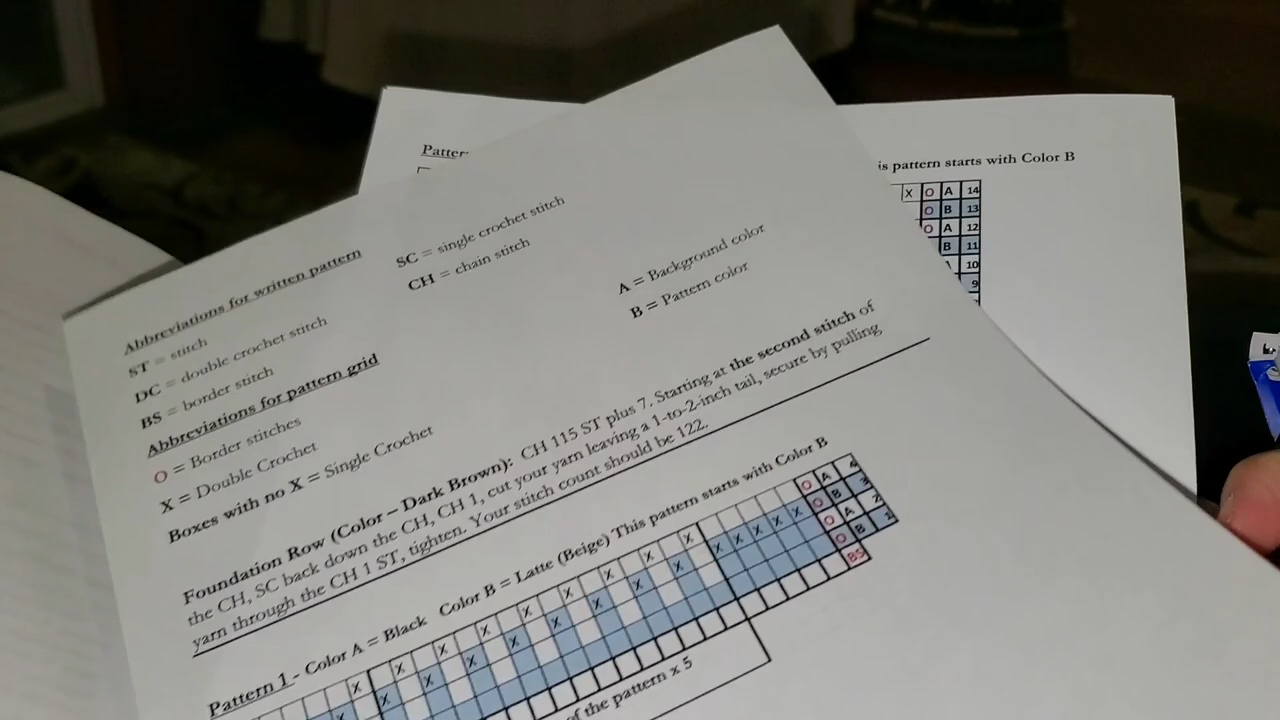 Patter
is pattern starts with Color B
X O A 14
O B 13
O A 12
B 11
10
9
Abbreviations for written pattern
ST = stitch
SC = single crochet stitch
DC = double crochet stitch
CH = chain stitch
BS = border stitch
Abbreviations for pattern grid
O = Border stitches
A = Background color
X = Double Crochet
B = Pattern color
Boxes with no X = Single Crochet
Foundation Row (Color – Dark Brown): CH 115 ST plus 7. Starting at the second stitch of
the CH, SC back down the CH, CH 1, cut your yarn leaving a 1-to-2-inch tail, secure by pulling
yarn through the CH 1 ST, tighten. Your stitch count should be 122.
Pattern 1 - Color A = Black Color B = Latte (Beige) This pattern starts with Color B
X X X X X X X X X O A 4
X X X X X X X X X X X X X O B 3
O A 2
O B 1
BS
of the pattern x 5